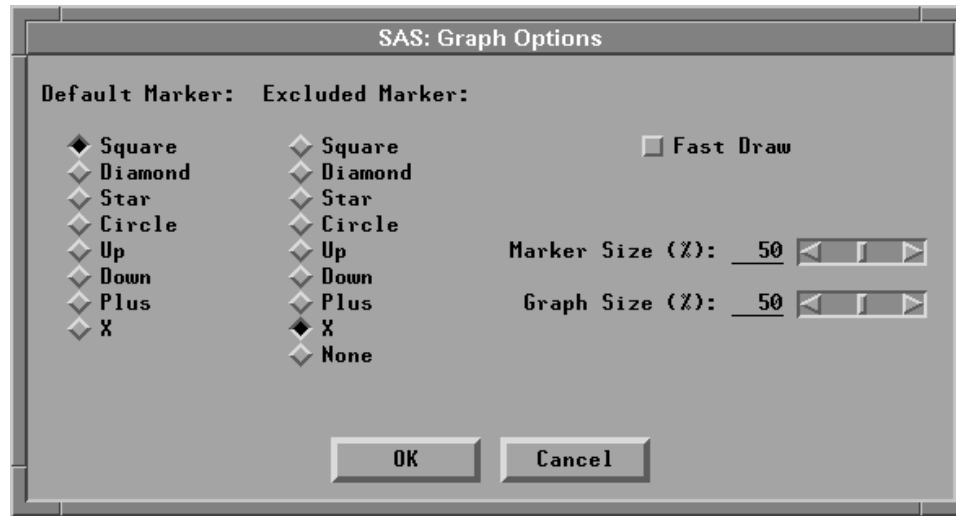 SAS: Graph Options
Default Marker: Excluded Marker:
Square Square Fast Draw
Diamond Diamond
Star Star
Circle Circle
Up Up Marker Size (%): 50
Down Down
Plus Plus Graph Size (%): 50
X X
None
OK Cancel